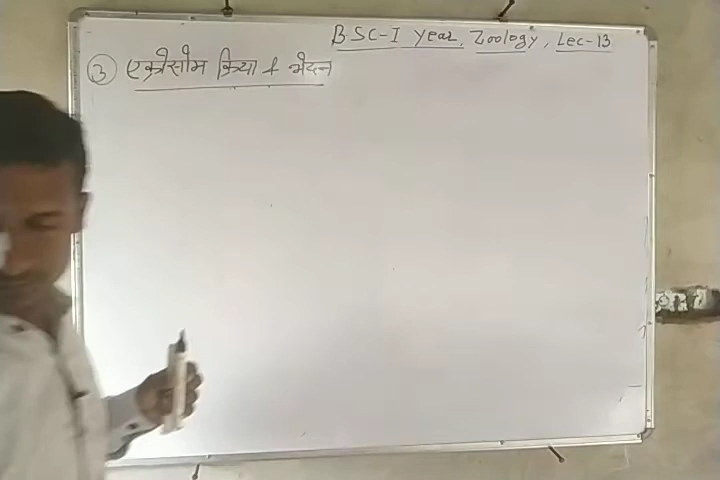 B.SC-I Year, Zoology, Lec-13
③ एक्रोसोम क्रिया & भेदन